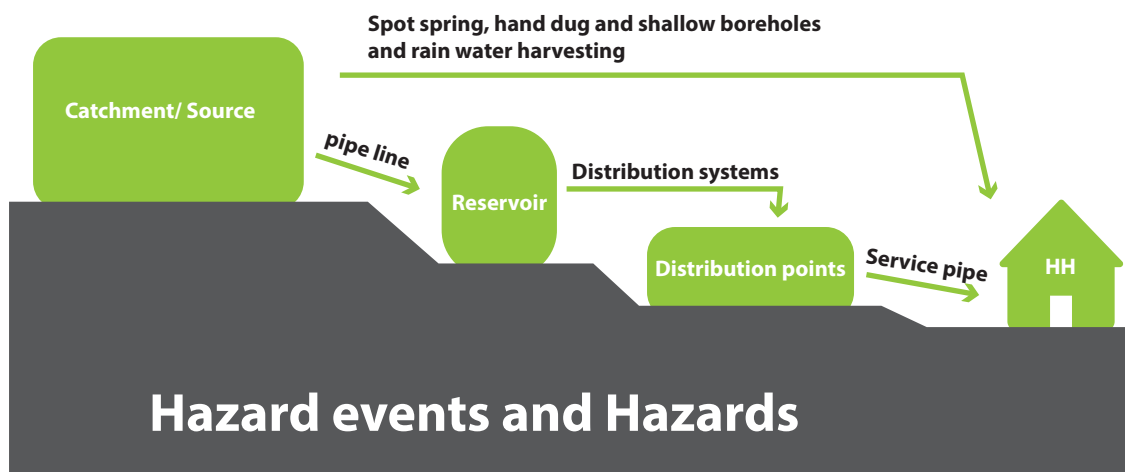 Spot spring, hand dug and shallow boreholes
and rain water harvesting
Catchment/ Source
pipe line
Reservoir
Distribution systems
Distribution points
Service pipe
HH
Hazard events and Hazards